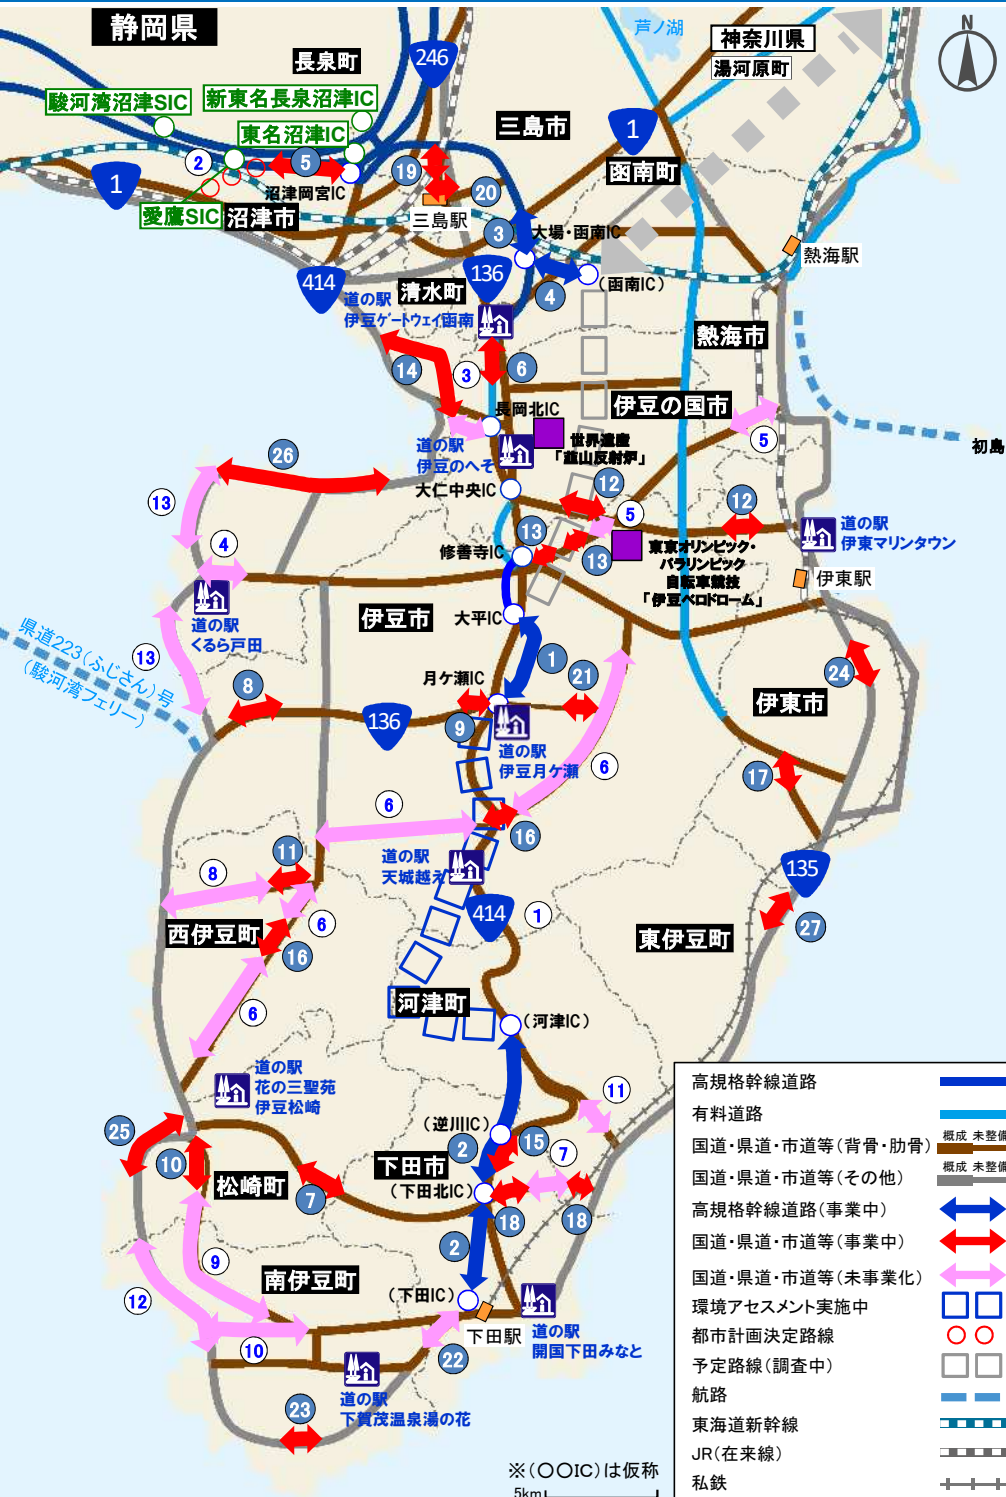 静岡県
芦ノ湖
神奈川県
湯河原町
N
長泉町
246
駿河湾沼津SIC
新東名長泉沼津IC
東名沼津IC
三島市
1
函南町
2
5
沼津岡宮IC
19
20
1
愛鷹SIC
沼津市
三島駅
3
大場・函南IC
熱海駅
414
136
4
(函南IC)
清水町
道の駅
伊豆ゲートウェイ函南
熱海市
14
3
6
長岡北IC
伊豆の国市
5
初島
道の駅
伊豆のへそ
世界遺産
「韮山反射炉」
26
大仁中央IC
12
12
13
5
道の駅
伊東マリンタウン
4
修善寺IC
13
13
東京オリンピック・
パラリンピック
自転車競技
「伊豆ベロドローム」
伊東駅
道の駅
くるら戸田
伊豆市
大平IC
県道223(ふじさん)号
(駿河湾フェリー)
13
1
月ケ瀬IC
21
24
伊東市
8
136
9
道の駅
伊豆月ケ瀬
6
17
6
16
11
道の駅
天城越え
135
8
414
1
西伊豆町
6
東伊豆町
27
16
6
河津町
(河津IC)
道の駅
花の三聖苑
伊豆松崎
11
25
(逆川IC)
2
15
10
下田市
7
松崎町
7
(下田北IC)
18
18
9
2
南伊豆町
12
(下田IC)
下田駅
道の駅
開国下田みなと
10
22
道の駅
下賀茂温泉湯の花
23
※(〇〇IC)は仮称
5km
高規格幹線道路
有料道路
国道・県道・市道等(背骨・肋骨)
概成 未整備
国道・県道・市道等(その他)
概成 未整備
高規格幹線道路(事業中)
国道・県道・市道等(事業中)
国道・県道・市道等(未事業化)
環境アセスメント実施中
都市計画決定路線
予定路線(調査中)
航路
東海道新幹線
JR(在来線)
私鉄